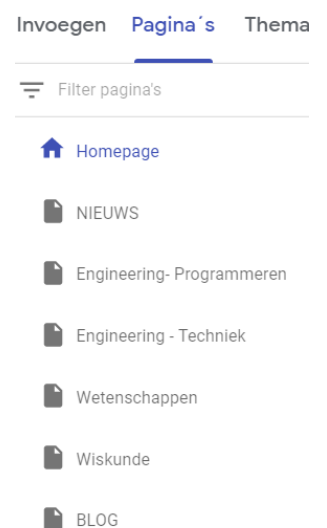 Invoegen Pagina´s Thema
Filter pagina's
Homepage
NIEUWS
Engineering- Programmeren
Engineering - Techniek
Wetenschappen
Wiskunde
BLOG